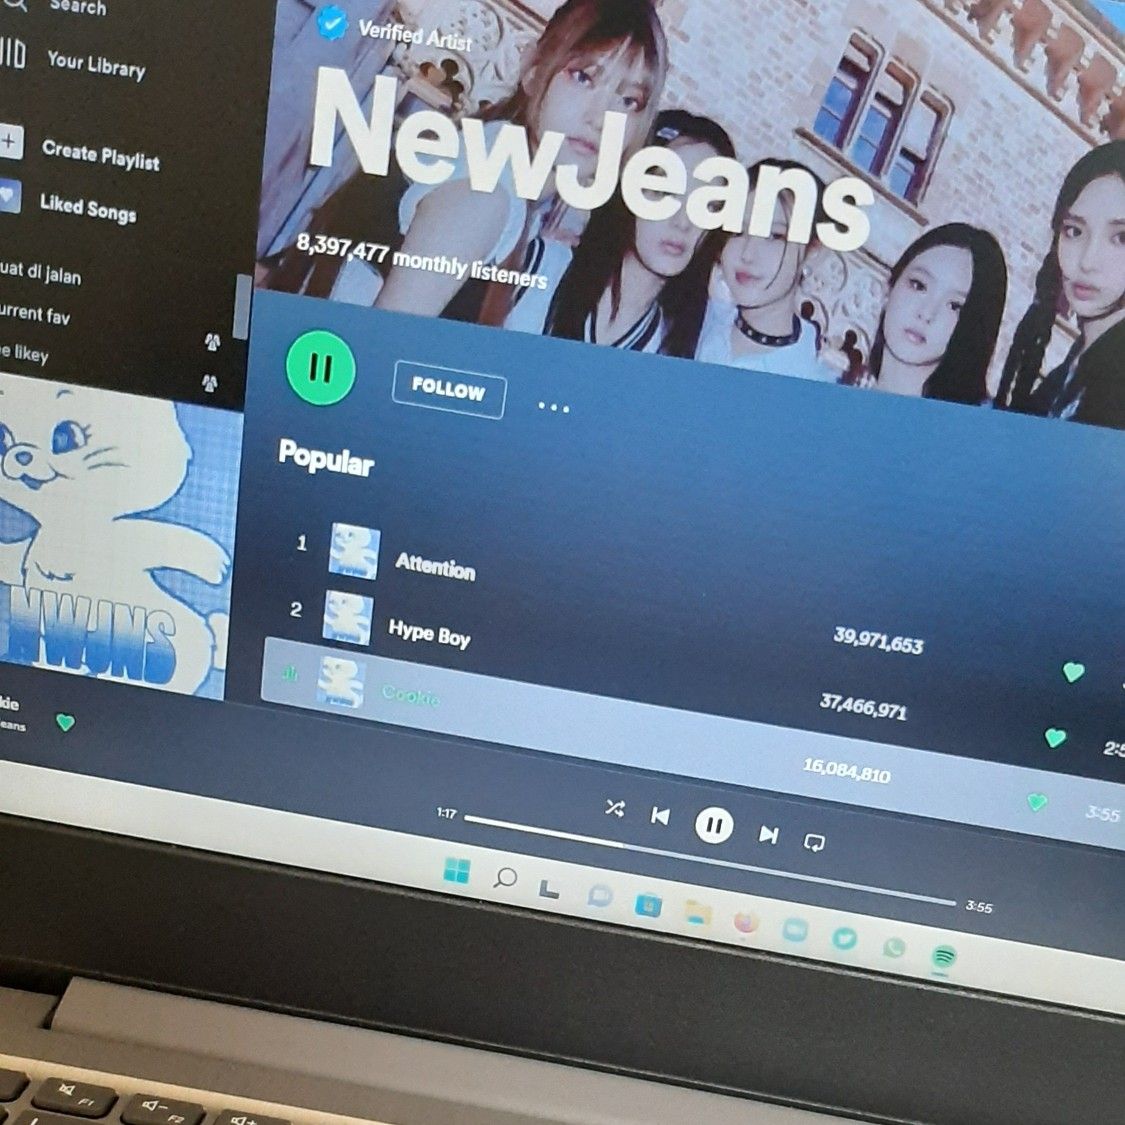 Search
Your Library
Create Playlist
Liked Songs
uat di jalan
urrent fav
e likey
NWJNS
kie
eans
Verified Artist
NewJeans
8,397,477 monthly listeners
FOLLOW
Popular
1 Attention 39,971,653
2 Hype Boy 37,466,971 2:5
Cookie 16,084,810 3:55
1:17
3:55
F1
F2